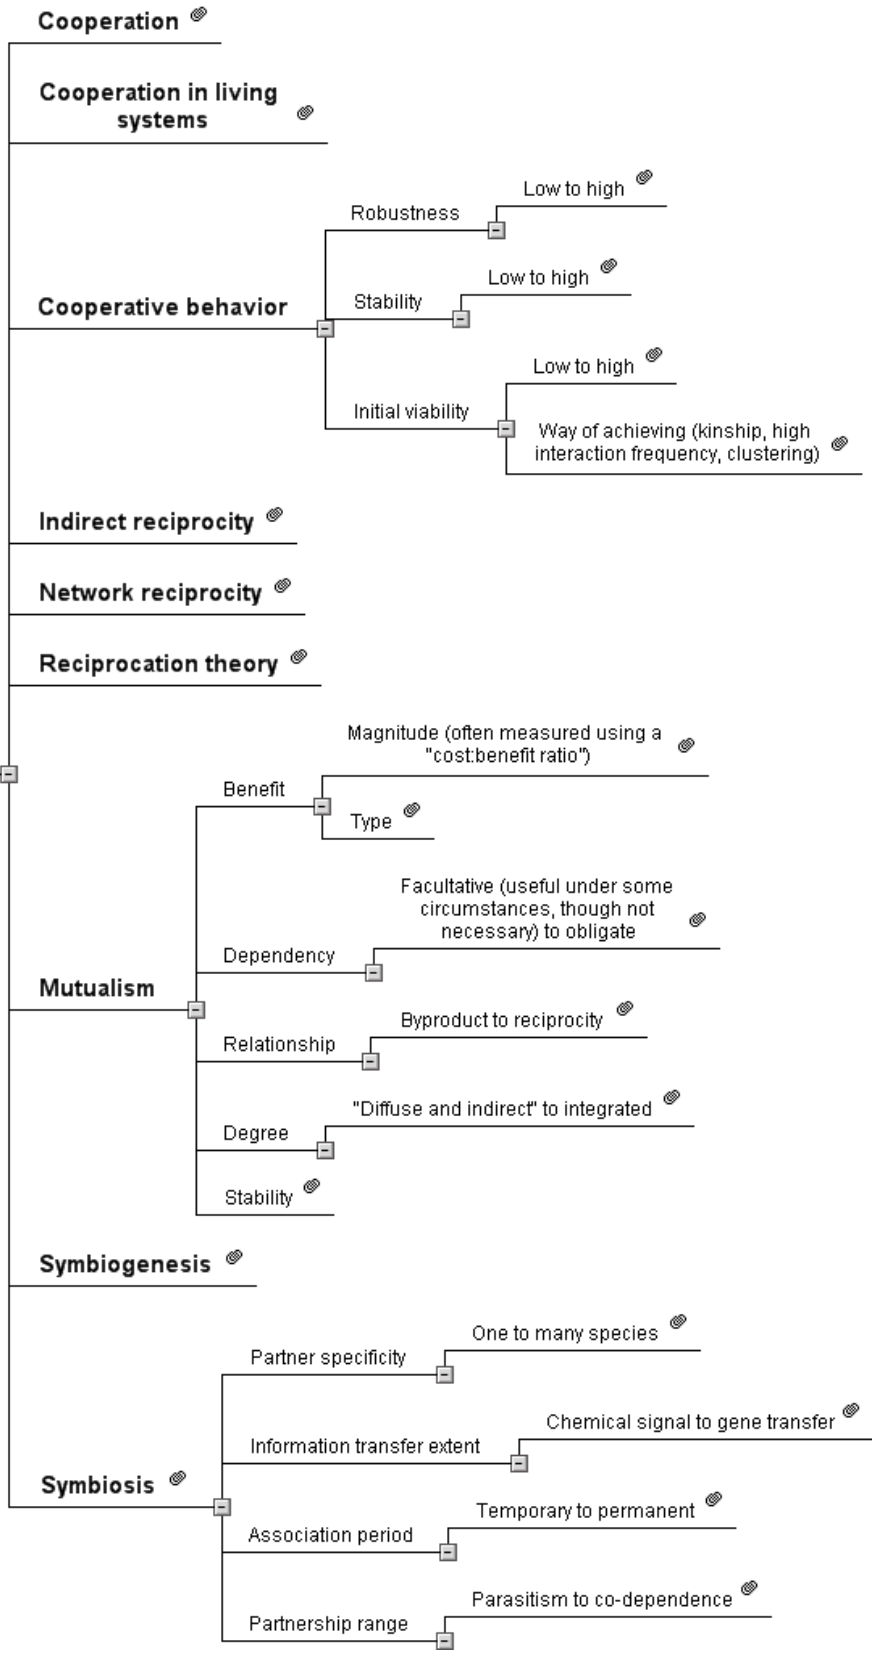 Cooperation
Cooperation in living
systems
Low to high
Robustness
Low to high
Stability
Cooperative behavior
Low to high
Initial viability
Way of achieving (kinship, high
interaction frequency, clustering)
Indirect reciprocity
Network reciprocity
Reciprocation theory
Magnitude (often measured using a
"cost:benefit ratio")
Benefit
Type
Facultative (useful under some
circumstances, though not
necessary) to obligate
Dependency
Mutualism
Byproduct to reciprocity
Relationship
"Diffuse and indirect" to integrated
Degree
Stability
Symbiogenesis
One to many species
Partner specificity
Chemical signal to gene transfer
Information transfer extent
Symbiosis
Temporary to permanent
Association period
Parasitism to co-dependence
Partnership range